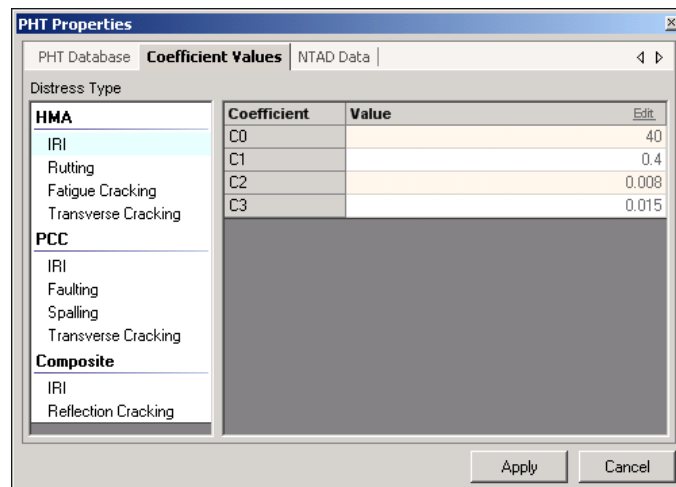 PHT Properties
PHT Database Coefficient Values NTAD Data
Distress Type
HMA
IRI
Rutting
Fatigue Cracking
Transverse Cracking
PCC
IRI
Faulting
Spalling
Transverse Cracking
Composite
IRI
Reflection Cracking
Coefficient Value Edit
C0 40
C1 0.4
C2 0.008
C3 0.015
Apply Cancel